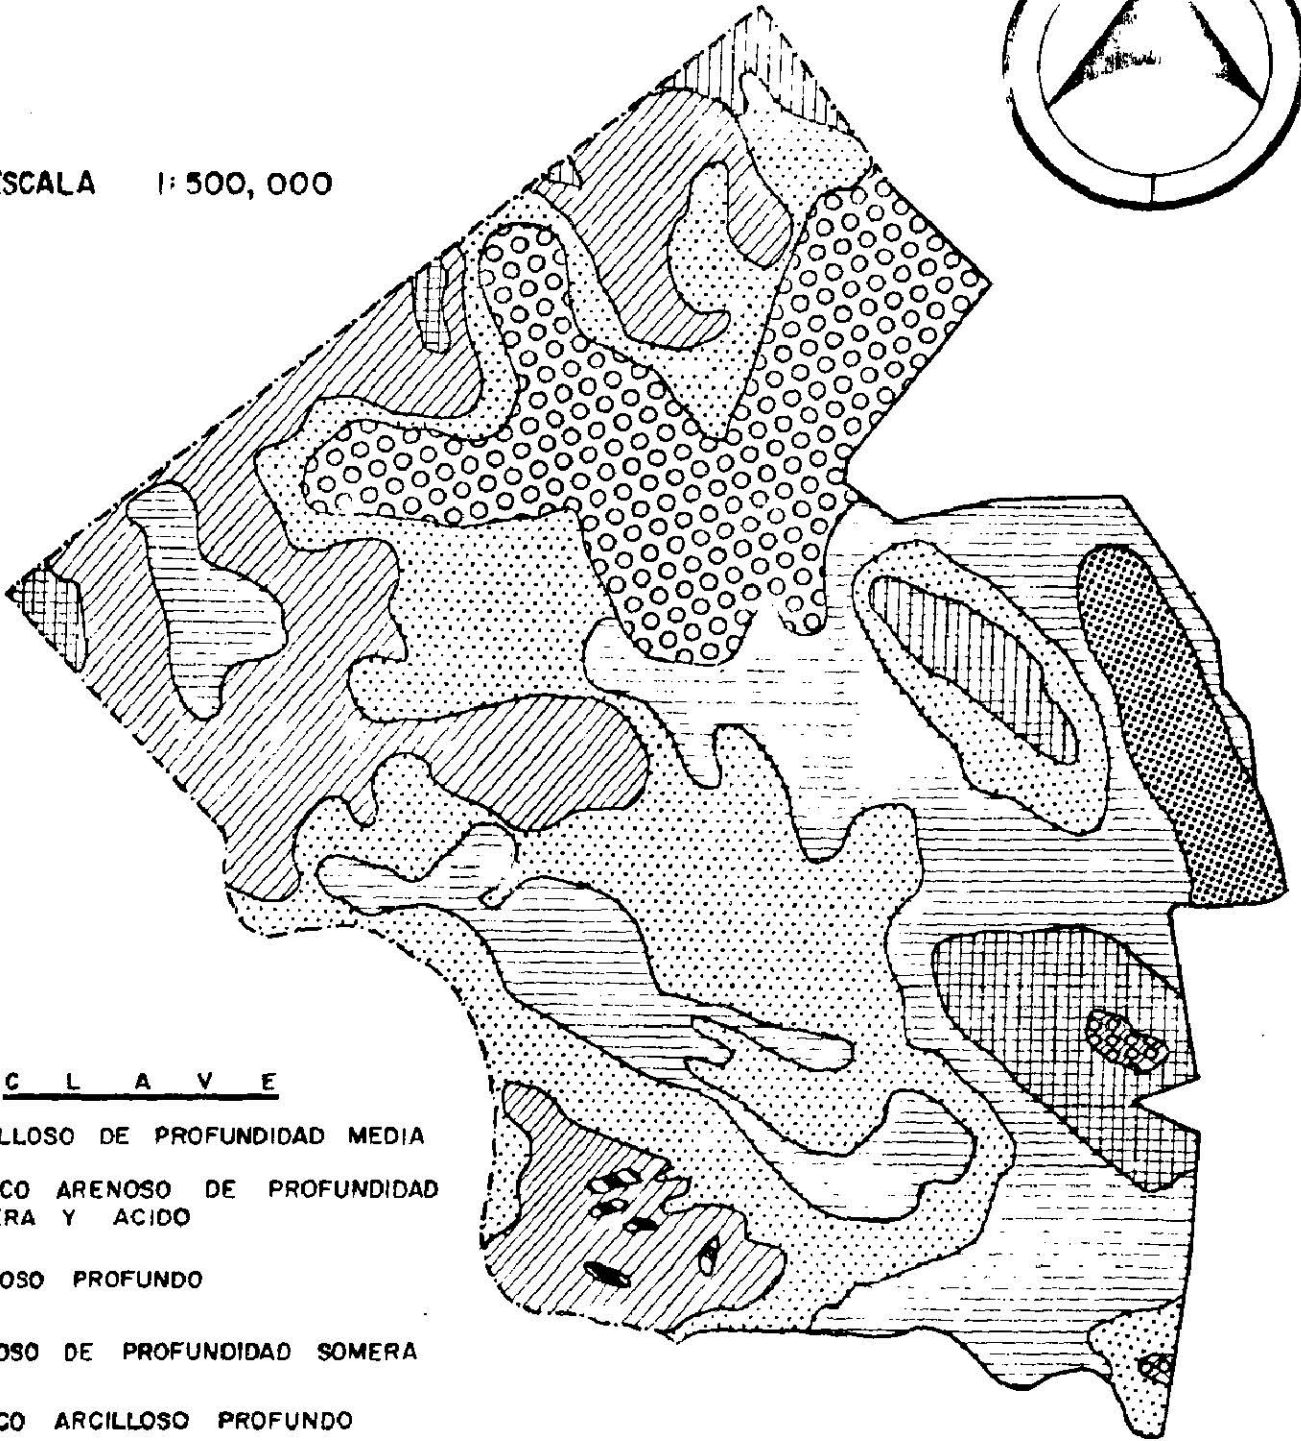 ESCALA 1:500,000
C L A V E
LLOSO DE PROFUNDIDAD MEDIA
CO ARENOSO DE PROFUNDIDAD
ERA Y ACIDO
OSO PROFUNDO
OSO DE PROFUNDIDAD SOMERA
CO ARCILLOSO PROFUNDO